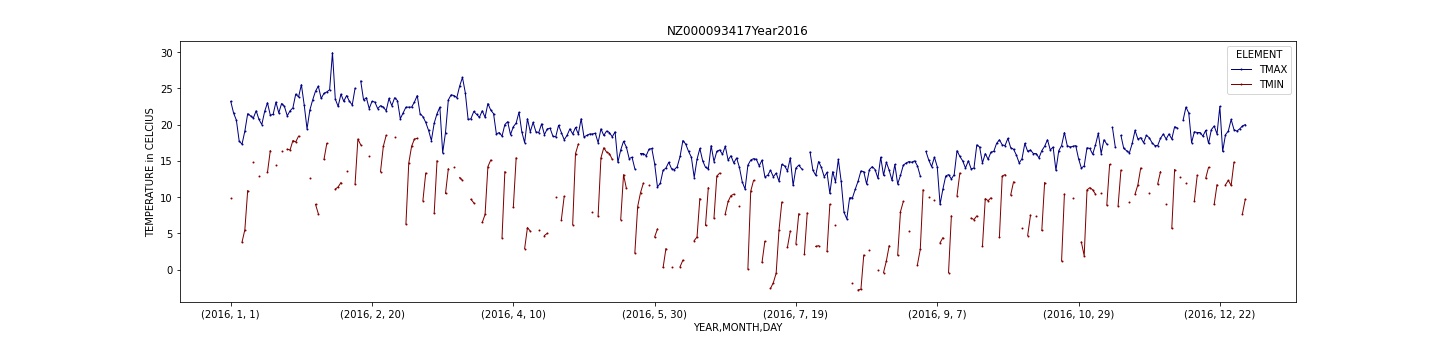 NZ000093417Year2016
TEMPERATURE in CELCIUS
30
25
20
15
10
5
0
ELEMENT
TMAX
TMIN
(2016, 1, 1) (2016, 2, 20) (2016, 4, 10) (2016, 5, 30) (2016, 7, 19) (2016, 9, 7) (2016, 10, 29) (2016, 12, 22)
YEAR,MONTH,DAY